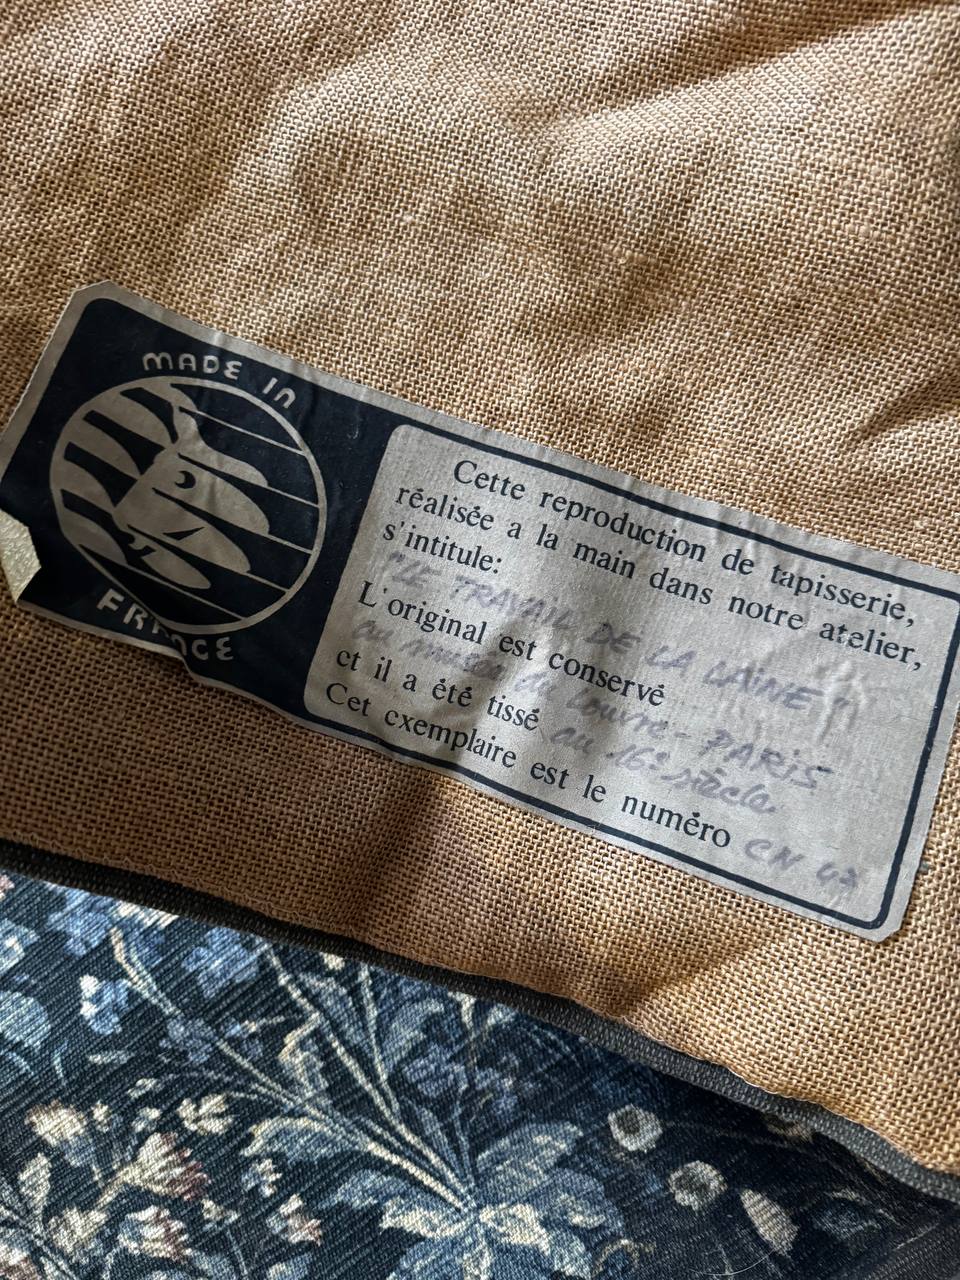 MADE IN
FRANCE
Cette reproduction de tapisserie,
réalisée a la main dans notre atelier,
s'intitule:
"LE TRAVAIL DE LA LAINE"
L'original est conservé
au musée du Louvre - PARIS
et il a été tissé au 16e siècle.
Cet exemplaire est le numéro CN